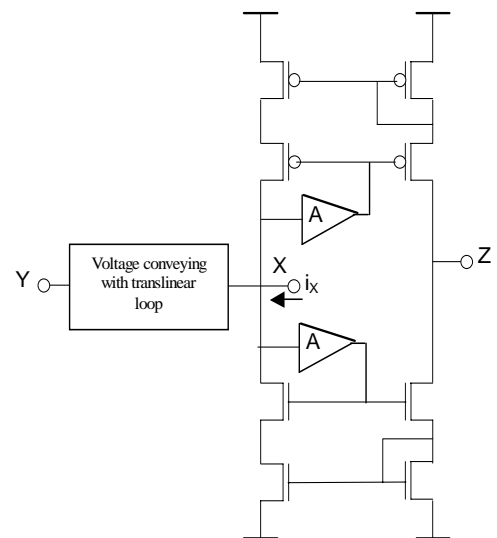 A
Z
Y
Voltage conveying
with translinear
loop
X
iX
A